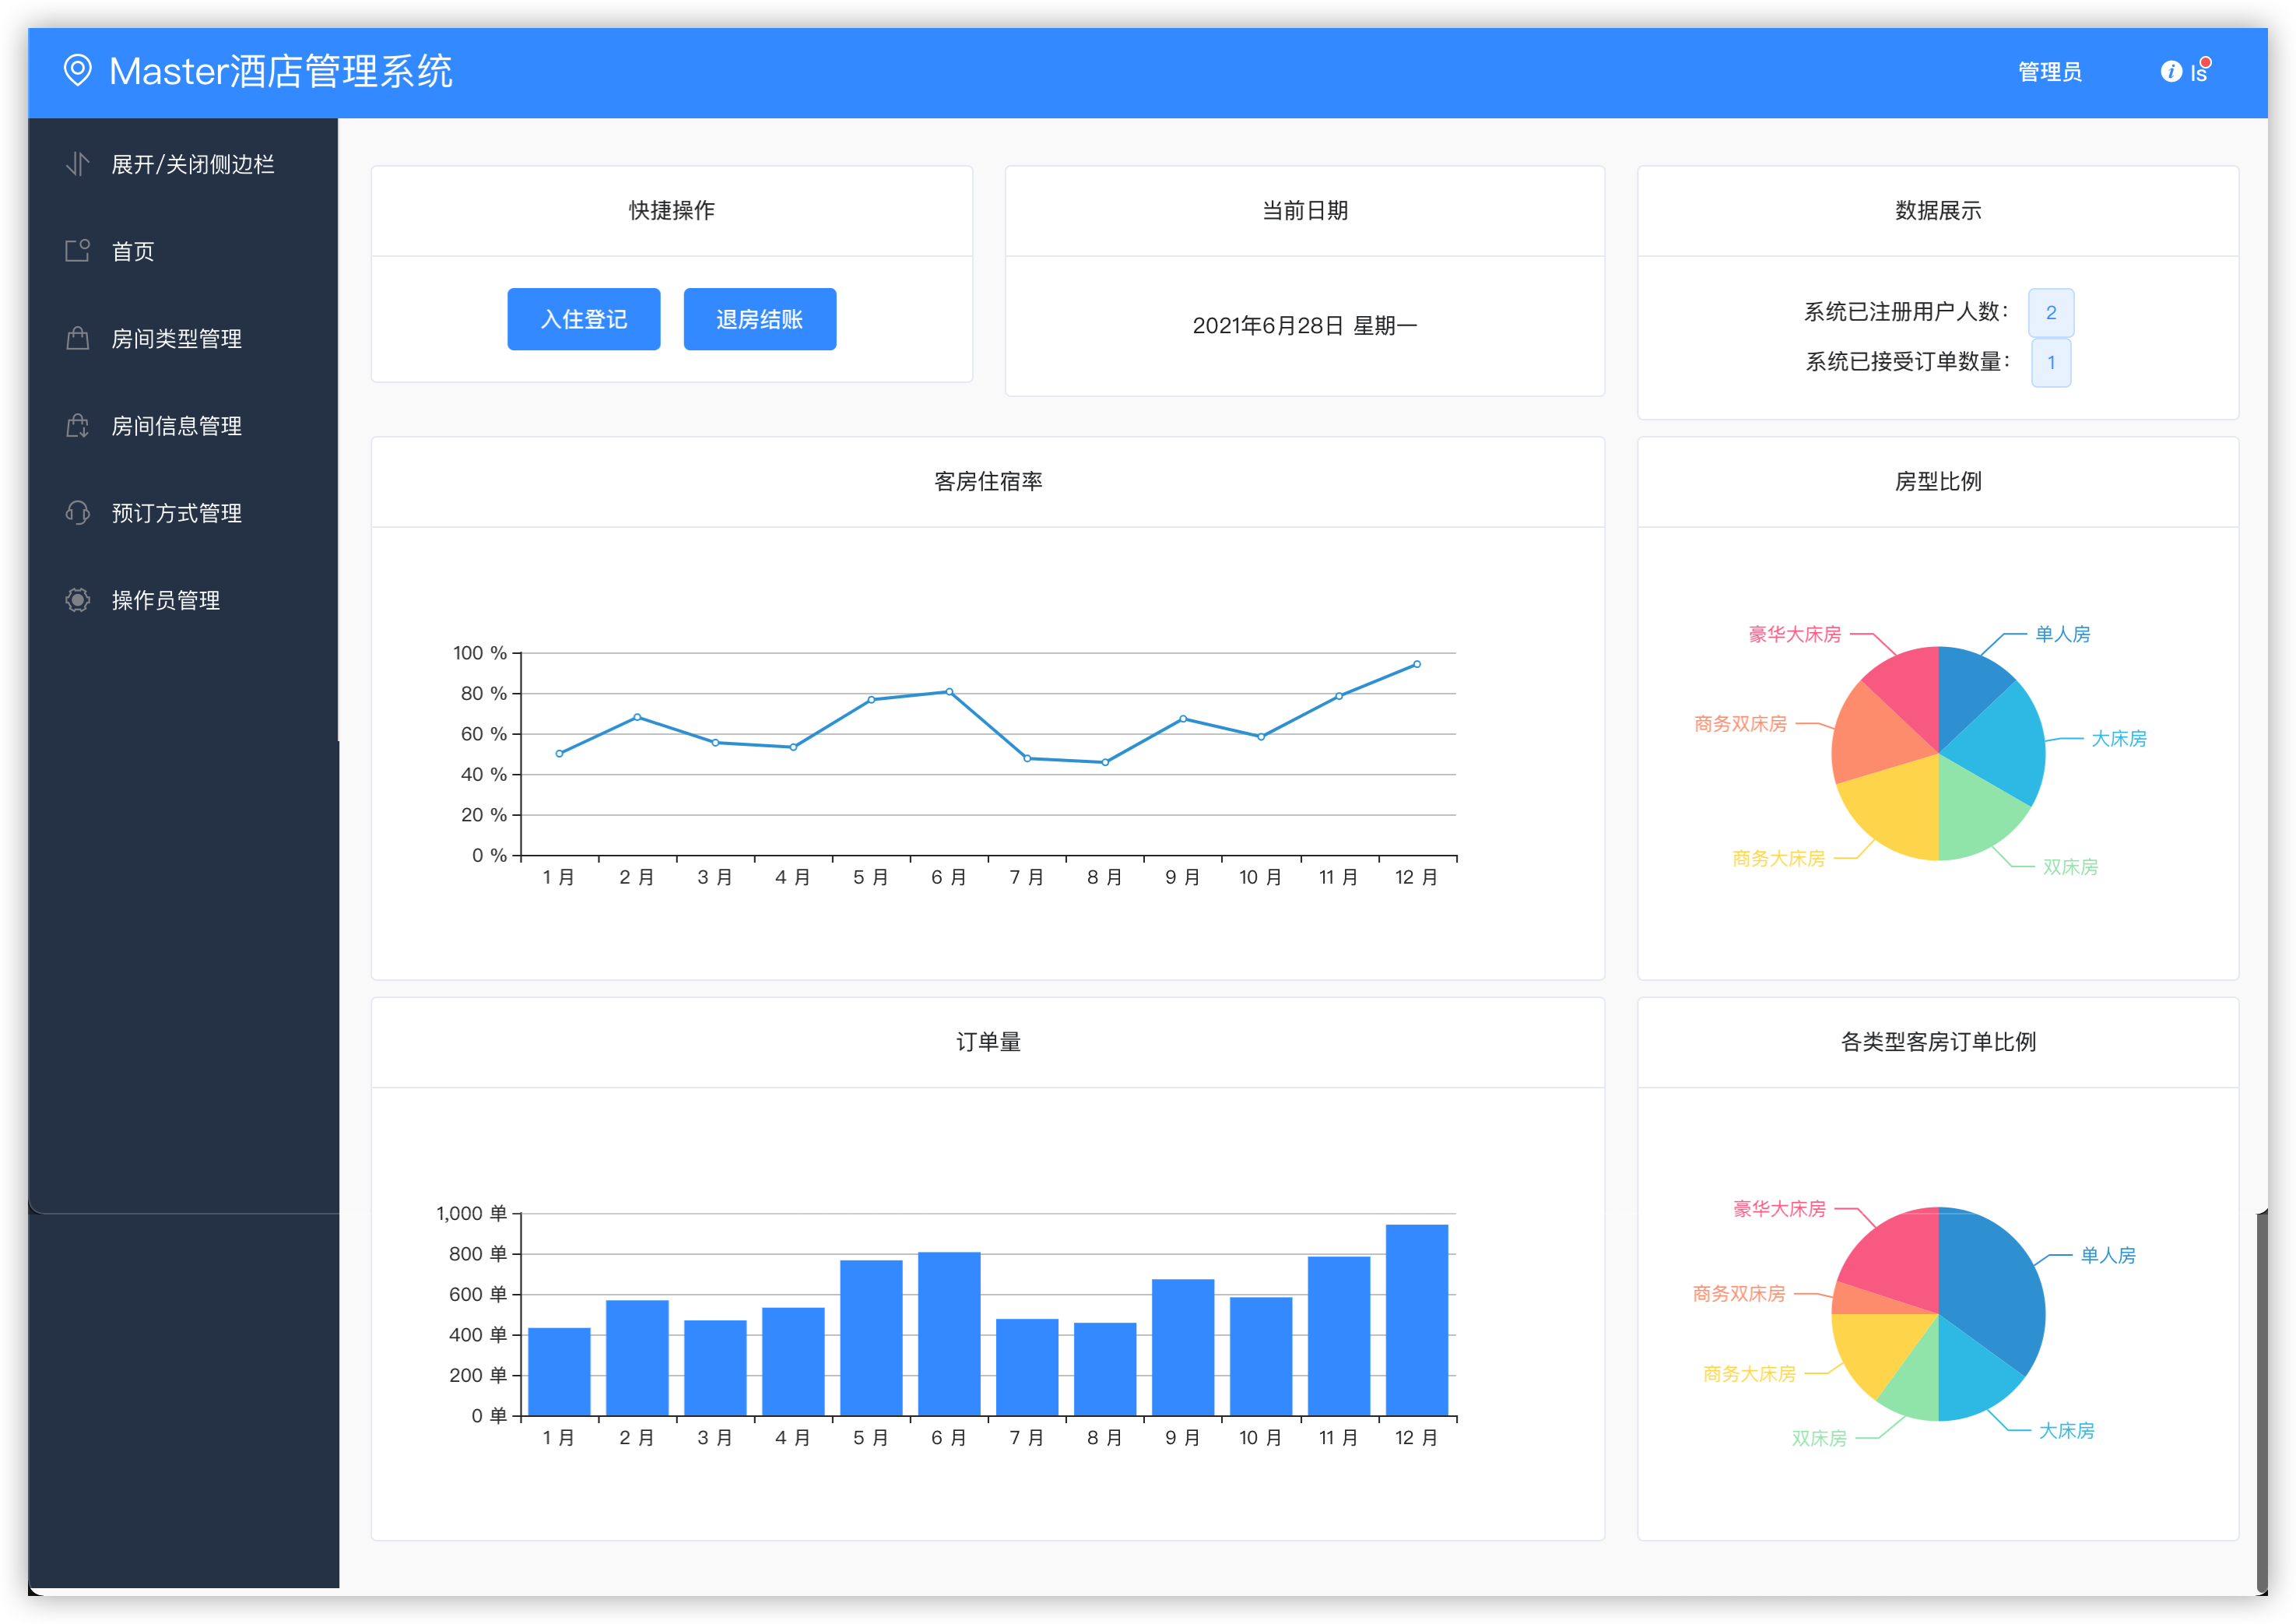 Master酒店管理系统
管理员
ls
展开/关闭侧边栏
首页
房间类型管理
房间信息管理
预订方式管理
操作员管理
快捷操作
入住登记
退房结账
当前日期
2021年6月28日 星期一
数据展示
系统已注册用户人数：
2
系统已接受订单数量：
1
客房住宿率
100 %
80 %
60 %
40 %
20 %
0 %
1 月
2 月
3 月
4 月
5 月
6 月
7 月
8 月
9 月
10 月
11 月
12 月
房型比例
豪华大床房
单人房
商务双床房
大床房
商务大床房
双床房
订单量
1,000 单
800 单
600 单
400 单
200 单
0 单
1 月
2 月
3 月
4 月
5 月
6 月
7 月
8 月
9 月
10 月
11 月
12 月
各类型客房订单比例
豪华大床房
单人房
商务双床房
商务大床房
大床房
双床房